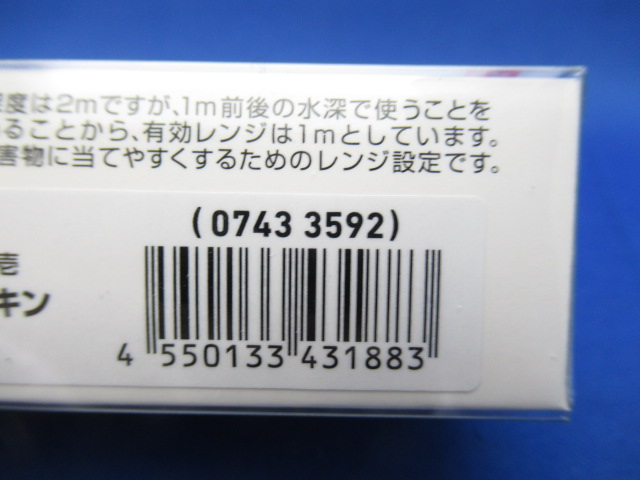 度は2mですが、1m前後の水深で使うことを
ることから、有効レンジは1mとしています。
害物に当てやすくするためのレンジ設定です。
(0743 3592)
壱
キン
4 550133 431883